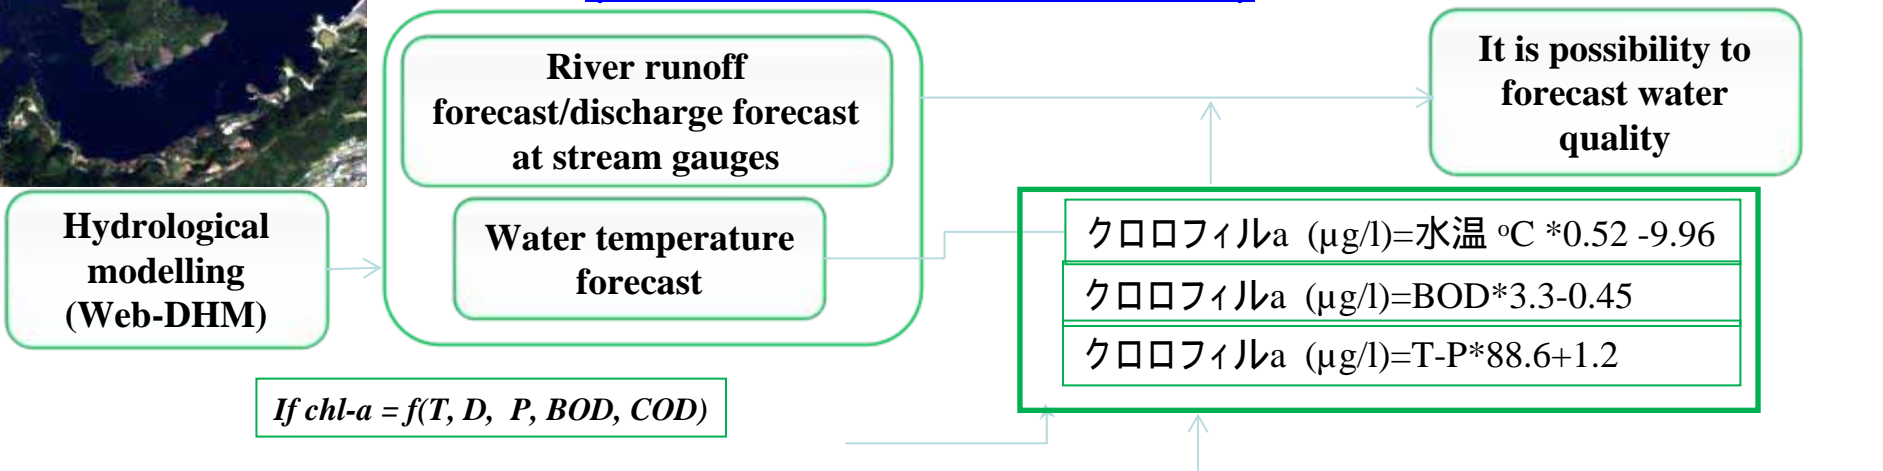 River runoff
forecast/discharge forecast
at stream gauges
It is possibility to
forecast water
quality
Hydrological
modelling
(Web-DHM)
Water temperature
forecast
クロロフィルa (μg/l)=水温 ºC *0.52 -9.96
クロロフィルa (μg/l)=BOD*3.3-0.45
クロロフィルa (μg/l)=T-P*88.6+1.2
If chl-a = f(T, D, P, BOD, COD)